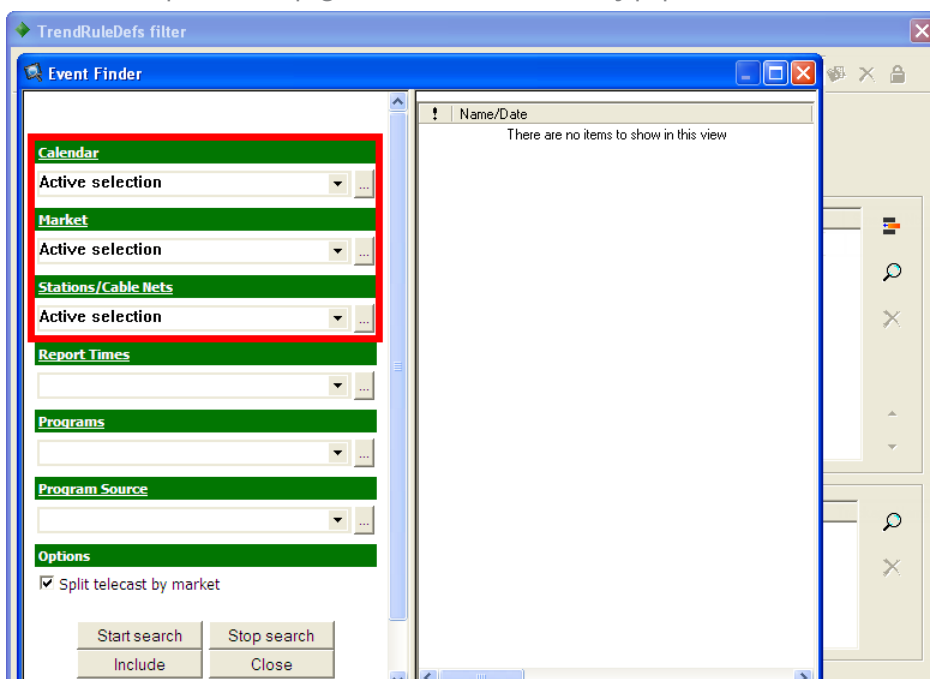 TrendRuleDefs filter
Event Finder
! Name/Date
There are no items to show in this view
Calendar
Active selection
...
Market
Active selection
...
Stations/Cable Nets
Active selection
...
Report Times
...
Programs
...
Program Source
...
Options
Split telecast by market
Start search Stop search
Include Close